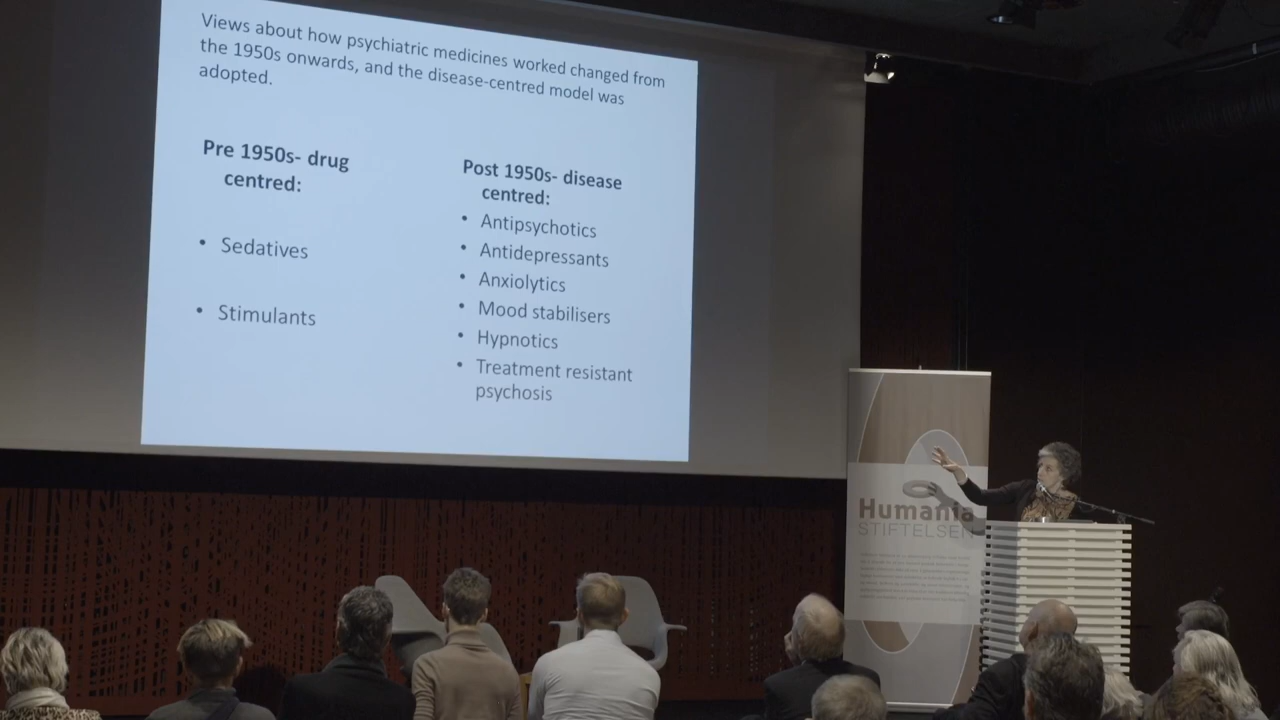 Views about how psychiatric medicines worked changed from
the 1950s onwards, and the disease-centred model was
adopted.
Pre 1950s- drug
centred:
• Sedatives
• Stimulants
Post 1950s- disease
centred:
• Antipsychotics
• Antidepressants
• Anxiolytics
• Mood stabilisers
• Hypnotics
• Treatment resistant
psychosis
Humania
STIFTELSEN